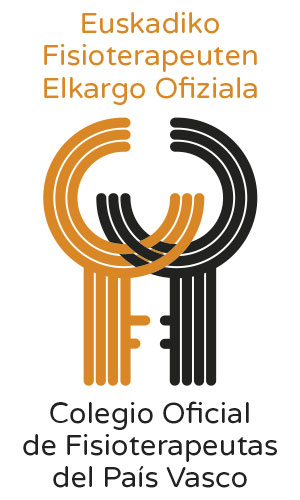 Euskadiko
Fisioterapeuten
Elkargo Ofiziala
Colegio Oficial
de Fisioterapeutas
del País Vasco